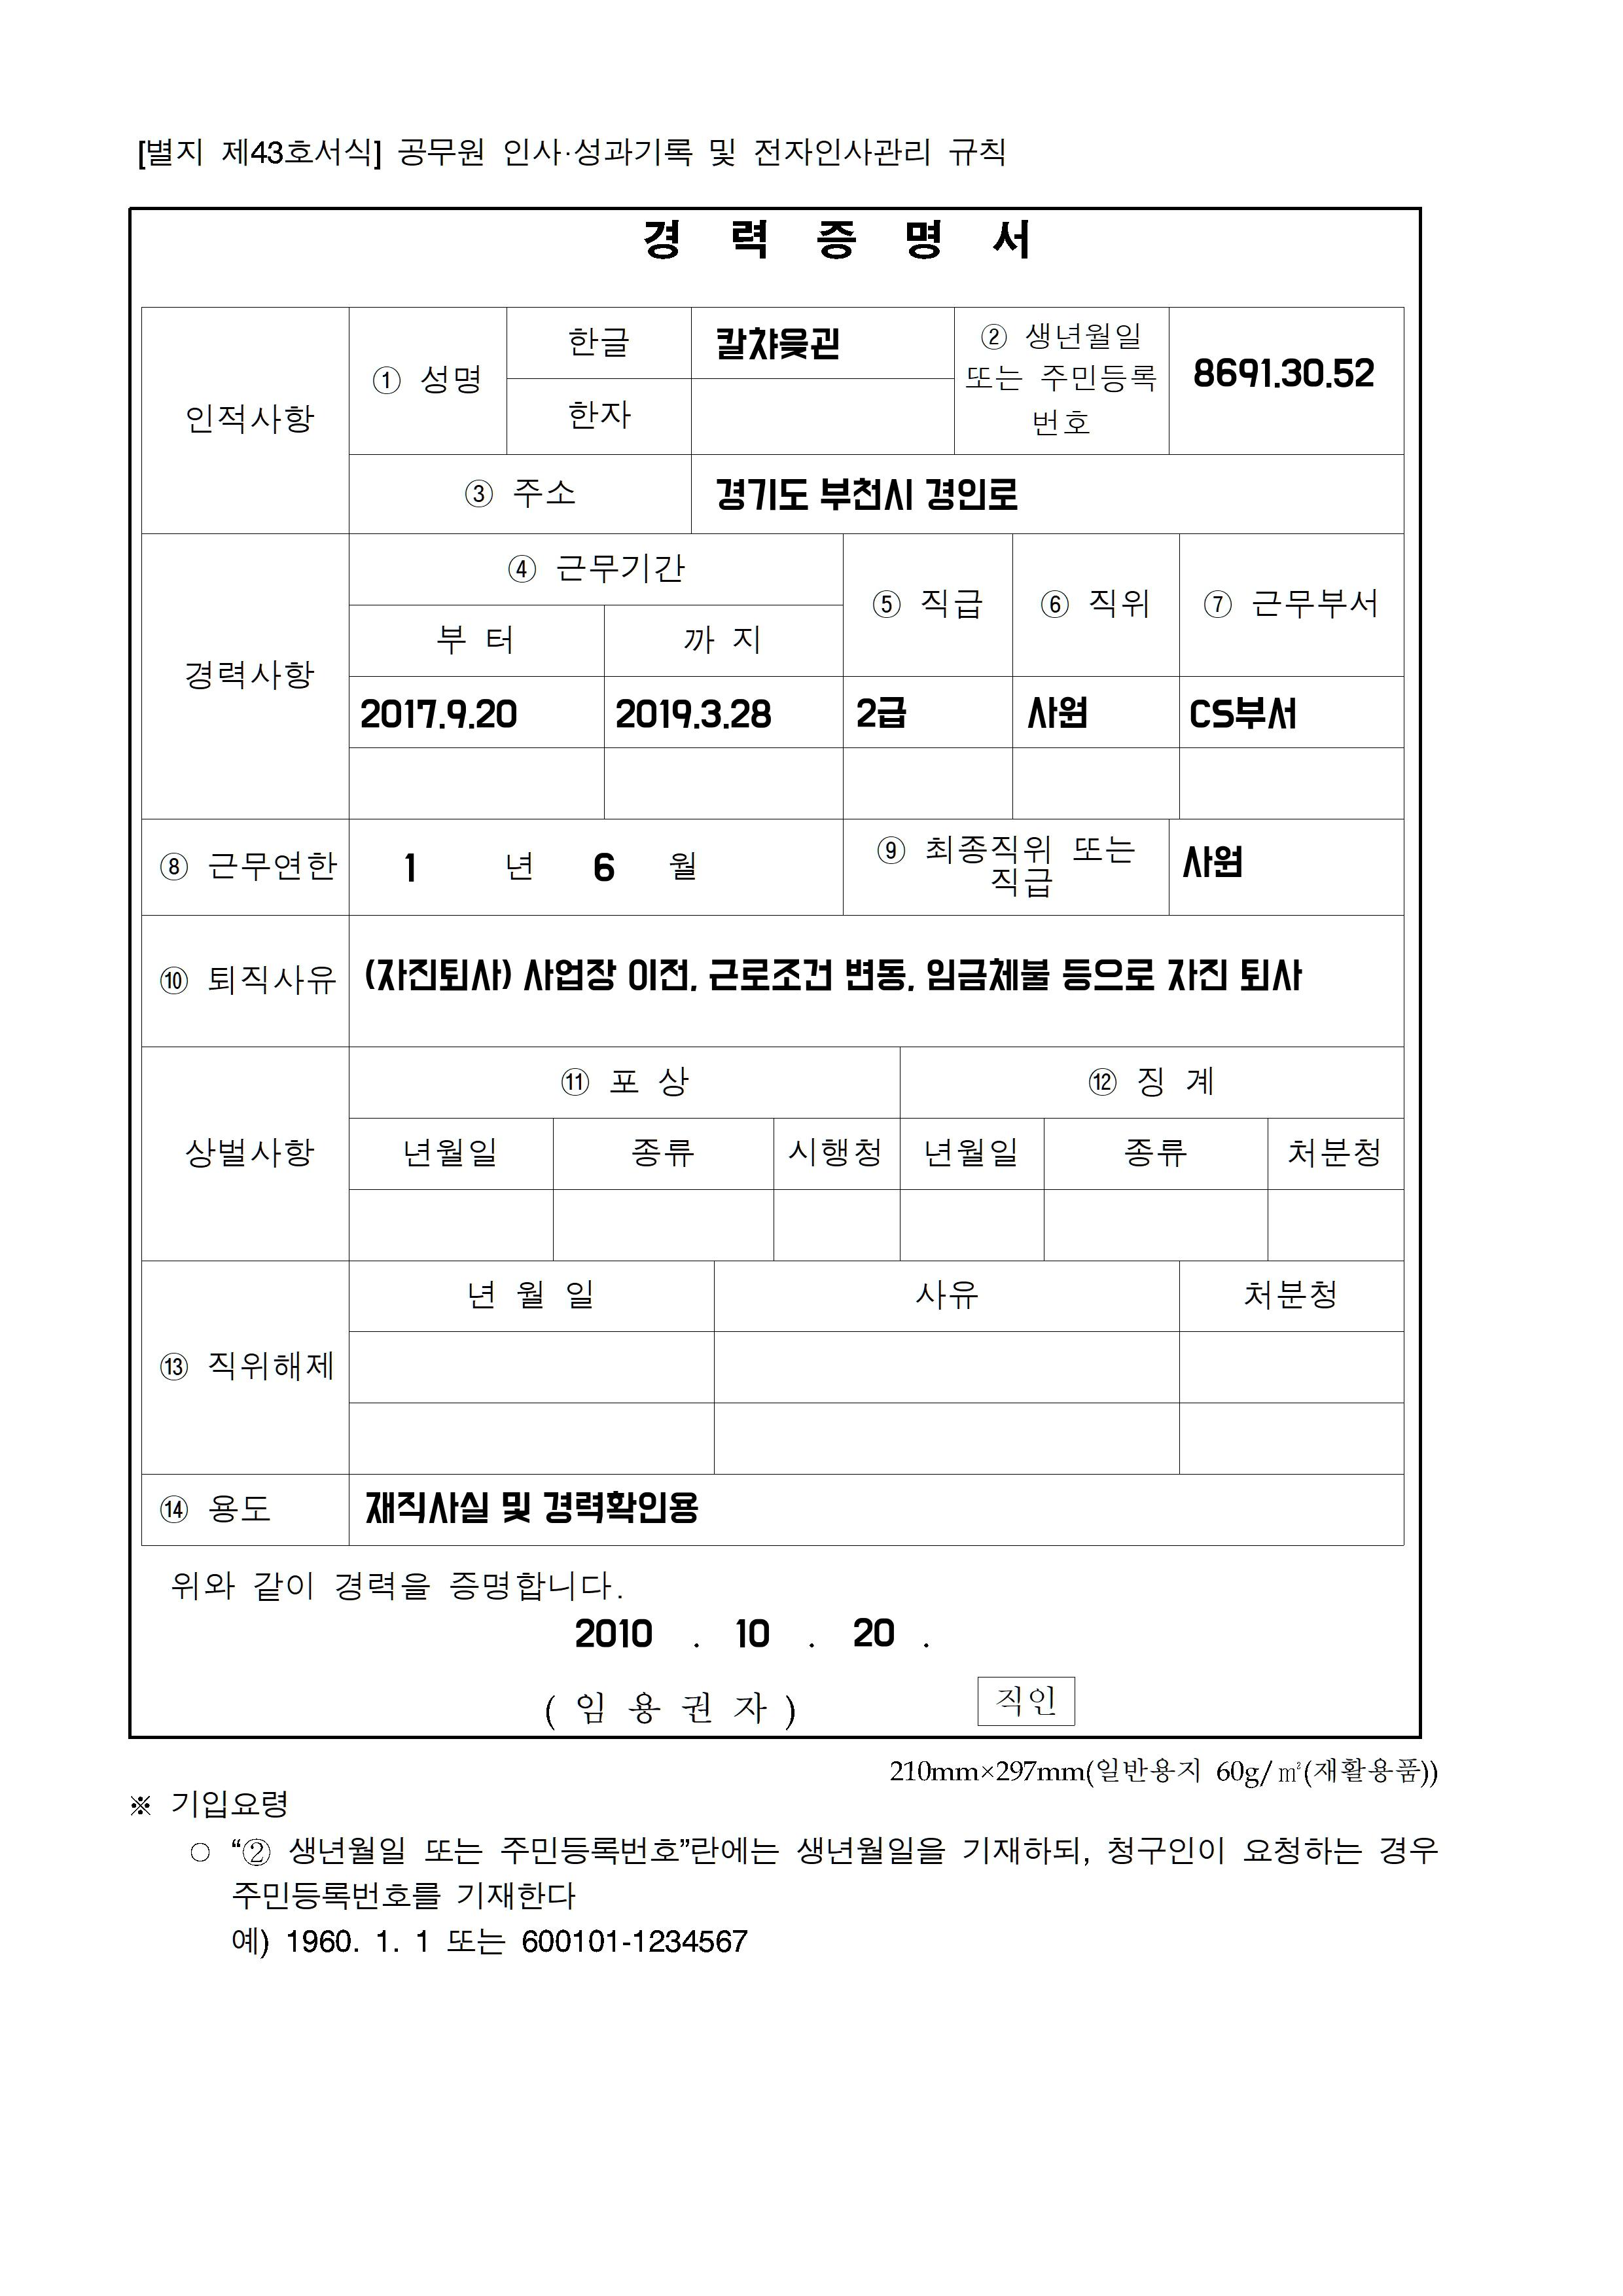 [별지 제43호서식] 공무원 인사·성과기록 및 전자인사관리 규칙
경 력 증 명 서
인적사항
① 성명
한글
칼챠읒괸
② 생년월일
또는 주민등록
번호
8691.30.52
한자
③ 주소
경기도 부천시 경인로
경력사항
④ 근무기간
⑤ 직급
⑥ 직위
⑦ 근무부서
부 터
까 지
2017.9.20
2019.3.28
2급
사원
CS부서
⑧ 근무연한
1 년 6 월
⑨ 최종직위 또는
직급
사원
⑩ 퇴직사유
(자진퇴사) 사업장 이전, 근로조건 변동, 임금체불 등으로 자진 퇴사
상벌사항
⑪ 포 상
⑫ 징 계
년월일
종류
시행청
년월일
종류
처분청
⑬ 직위해제
년 월 일
사유
처분청
⑭ 용도
재직사실 및 경력확인용
위와 같이 경력을 증명합니다.
2010 . 10 . 20 .
( 임 용 권 자 )
직인
210mm×297mm(일반용지 60g/㎡(재활용품))
※ 기입요령
○ “② 생년월일 또는 주민등록번호”란에는 생년월일을 기재하되, 청구인이 요청하는 경우
주민등록번호를 기재한다
예) 1960. 1. 1 또는 600101-1234567